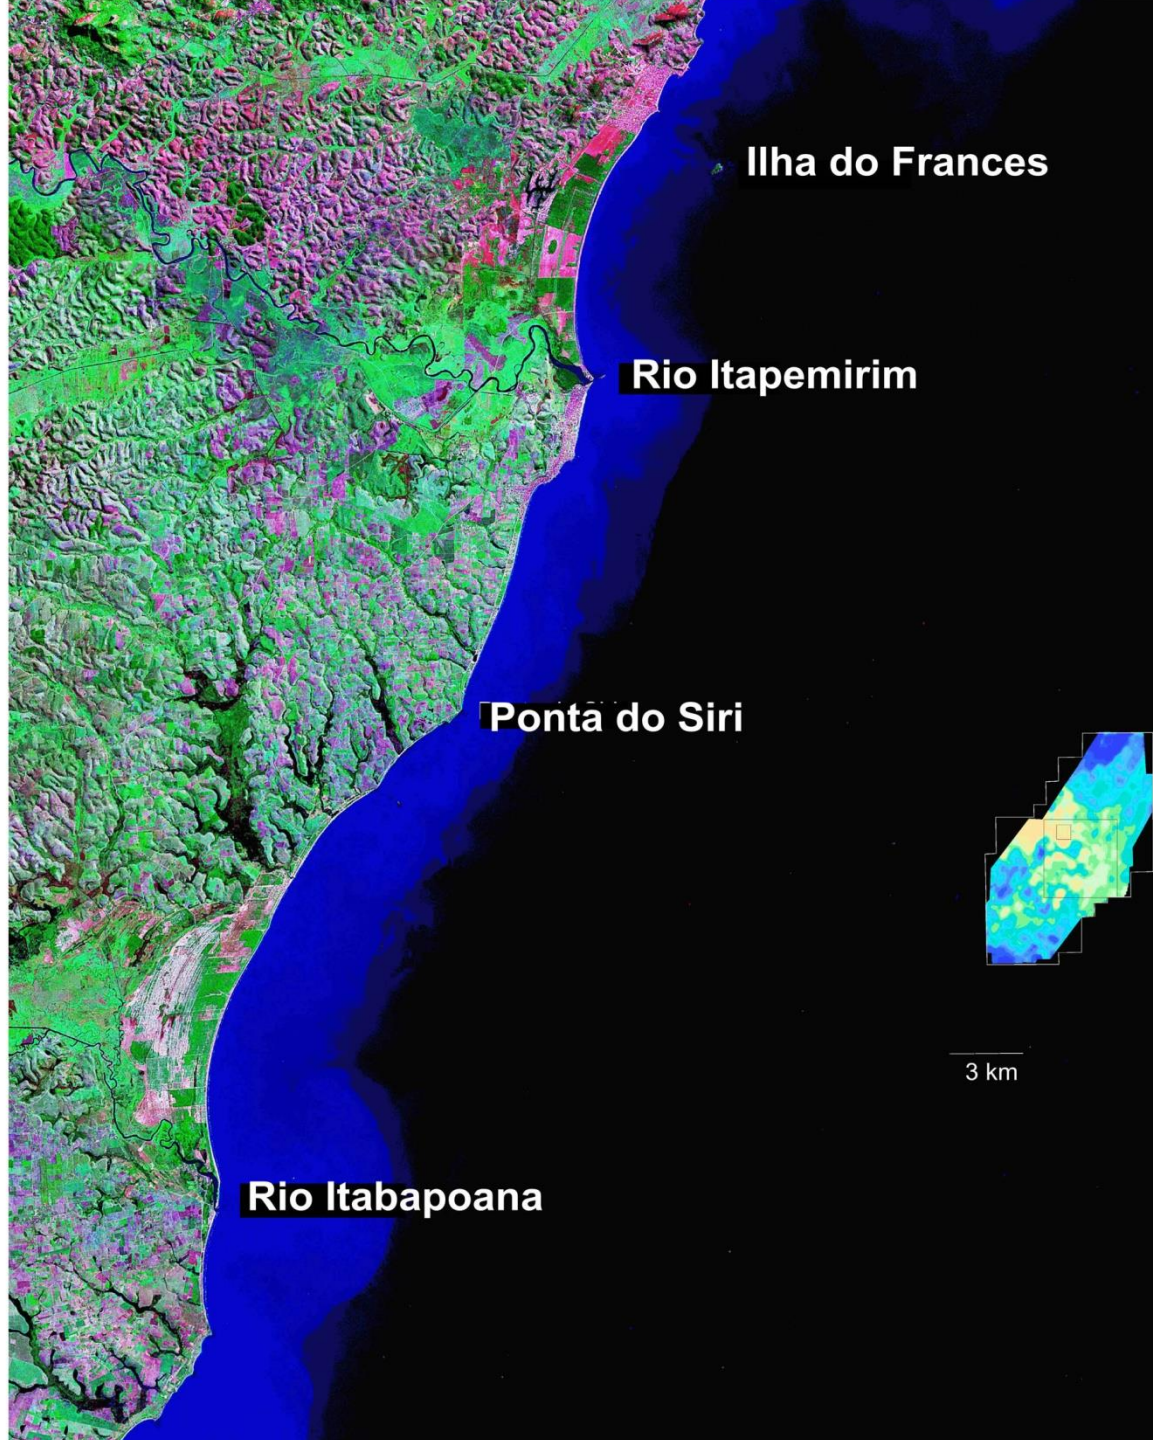 Ilha do Frances
Rio Itapemirim
Ponta do Siri
3 km
Rio Itabapoana